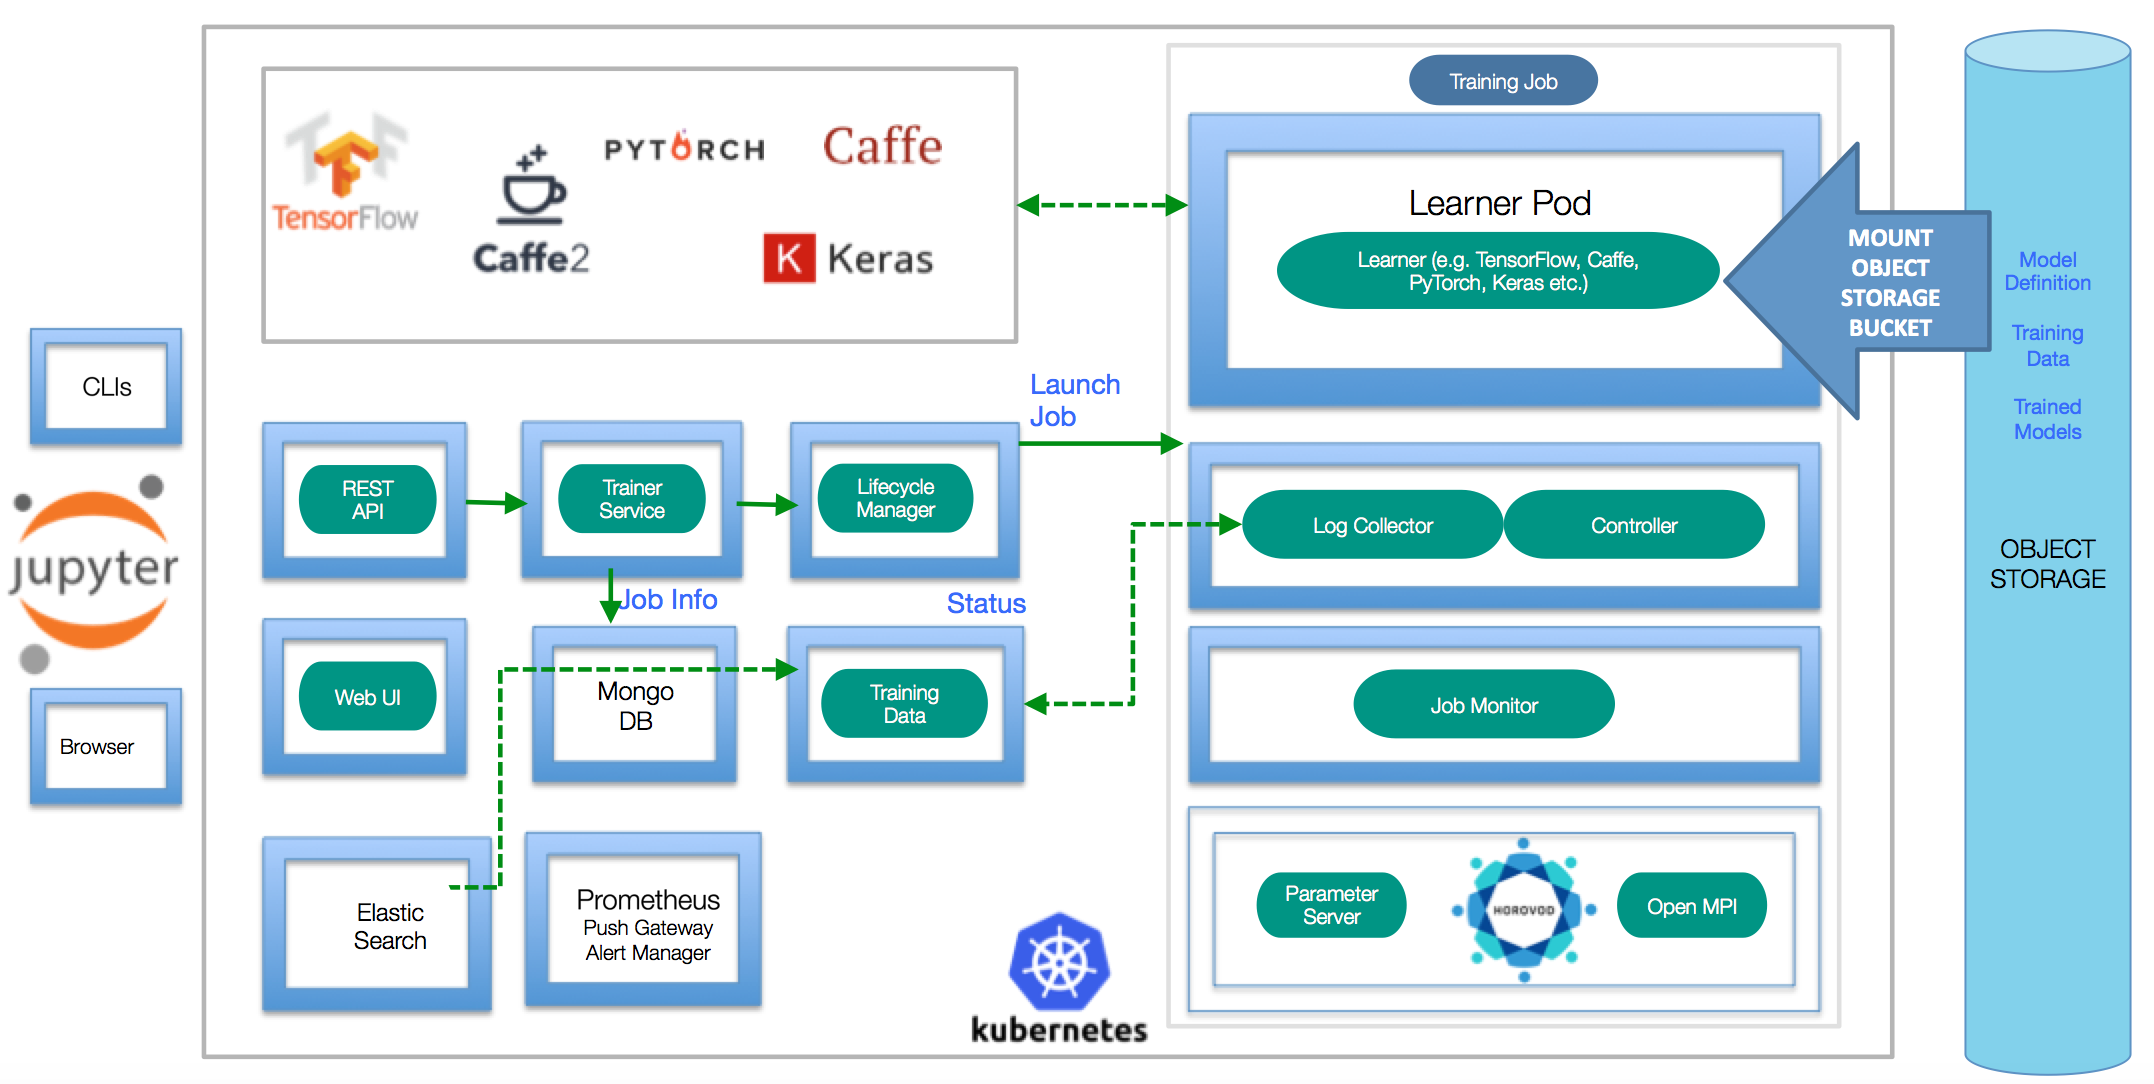 Training Job
TensorFlow
Caffe2
PYTORCH
Caffe
K Keras
Learner Pod
Learner (e.g. TensorFlow, Caffe,
PyTorch, Keras etc.)
MOUNT
OBJECT
STORAGE
BUCKET
Model
Definition
Training
Data
Trained
Models
OBJECT
STORAGE
CLIs
jupyter
Browser
REST
API
Trainer
Service
Lifecycle
Manager
Launch
Job
Log Collector
Controller
Job Info
Status
Web UI
Mongo
DB
Training
Data
Job Monitor
Elastic
Search
Prometheus
Push Gateway
Alert Manager
kubernetes
Parameter
Server
HOROVOD
Open MPI